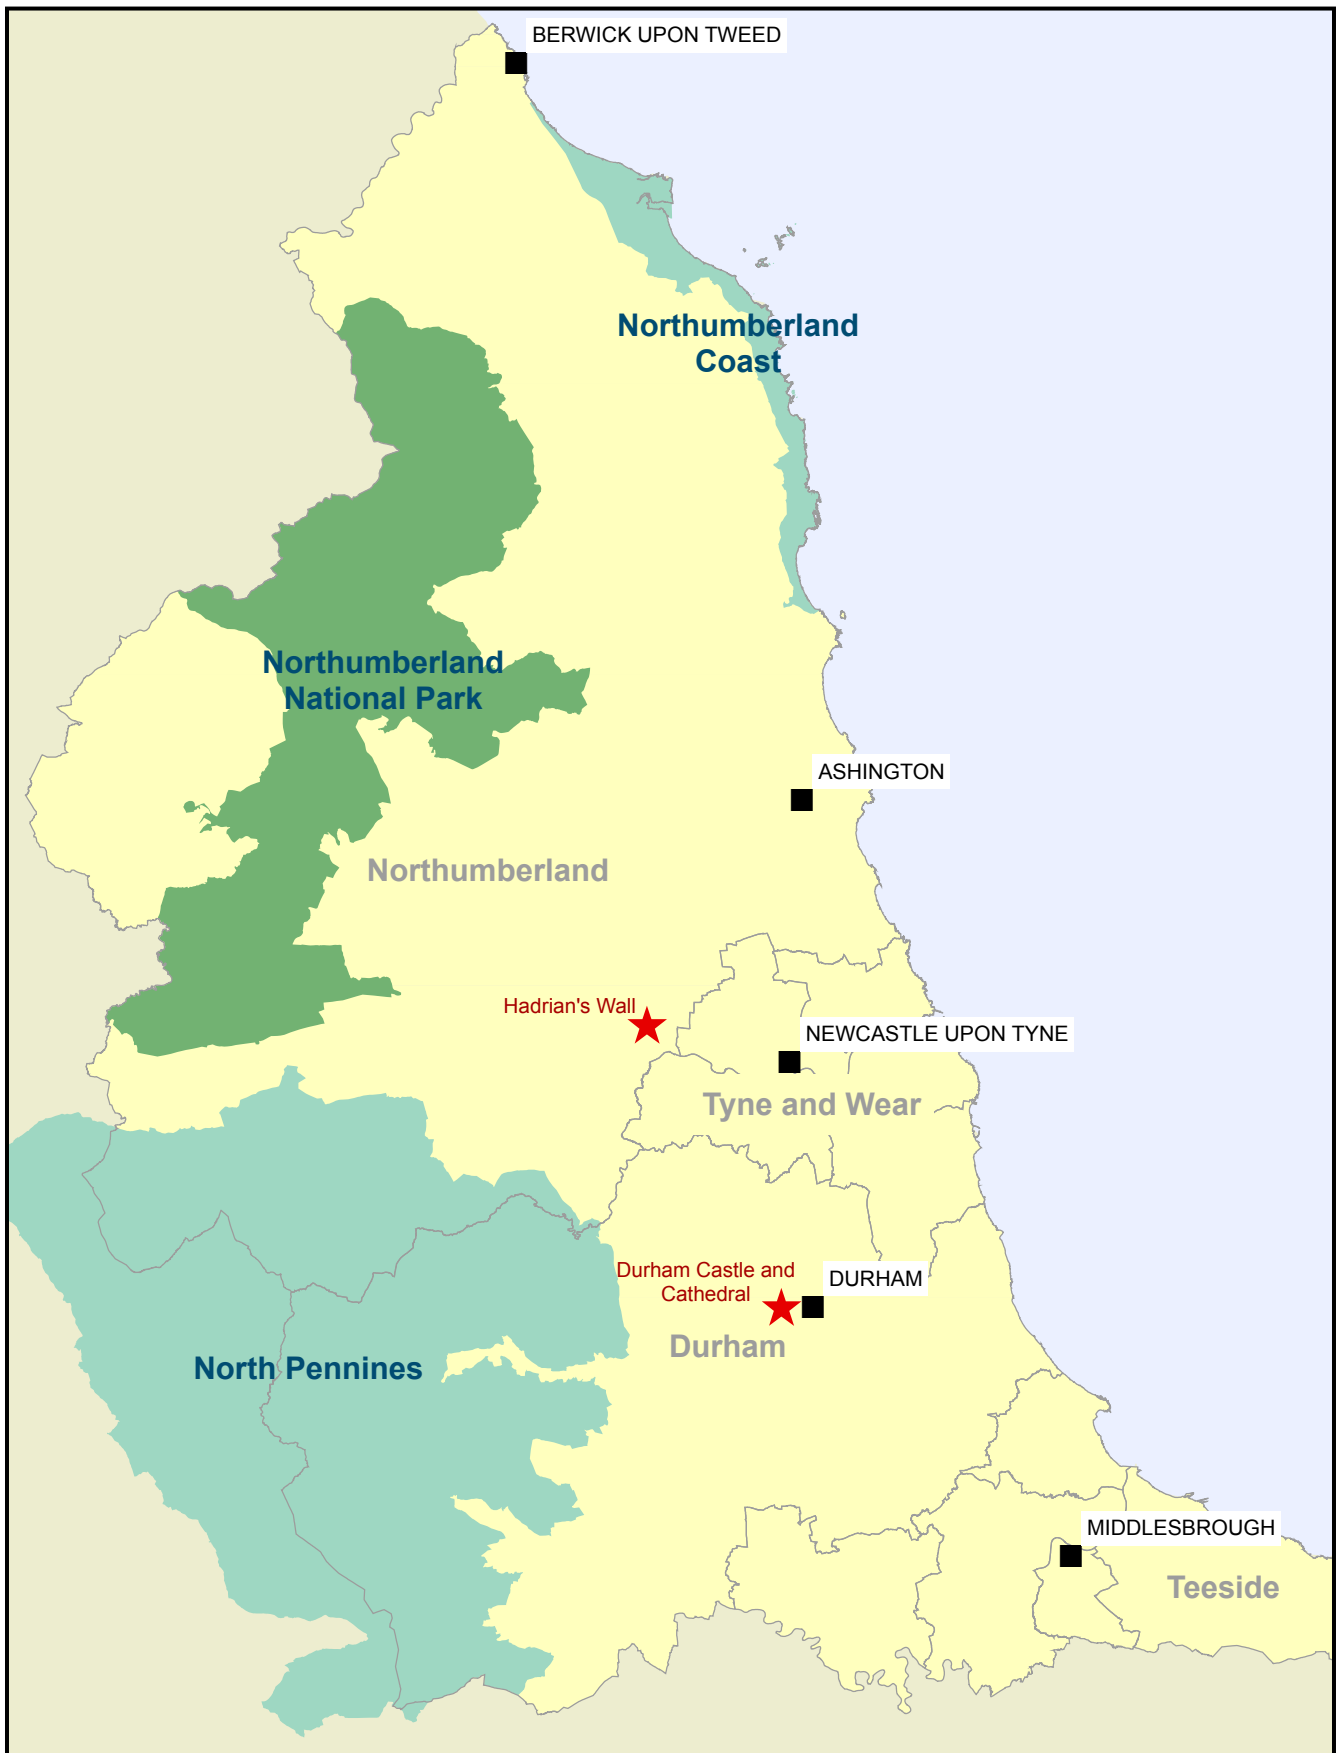 BERWICK UPON TWEED
Northumberland
Coast
Northumberland
National Park
ASHINGTON
Northumberland
Hadrian's Wall
NEWCASTLE UPON TYNE
Tyne and Wear
Durham Castle and
Cathedral
DURHAM
Durham
North Pennines
MIDDLESBROUGH
Teeside